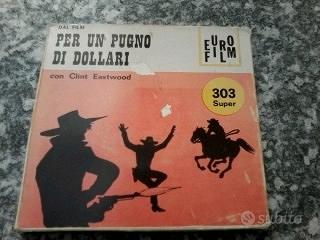 DAL FILM
PER UN PUGNO
DI DOLLARI
con Clint Eastwood
EURO
FILM
303
Super
subito